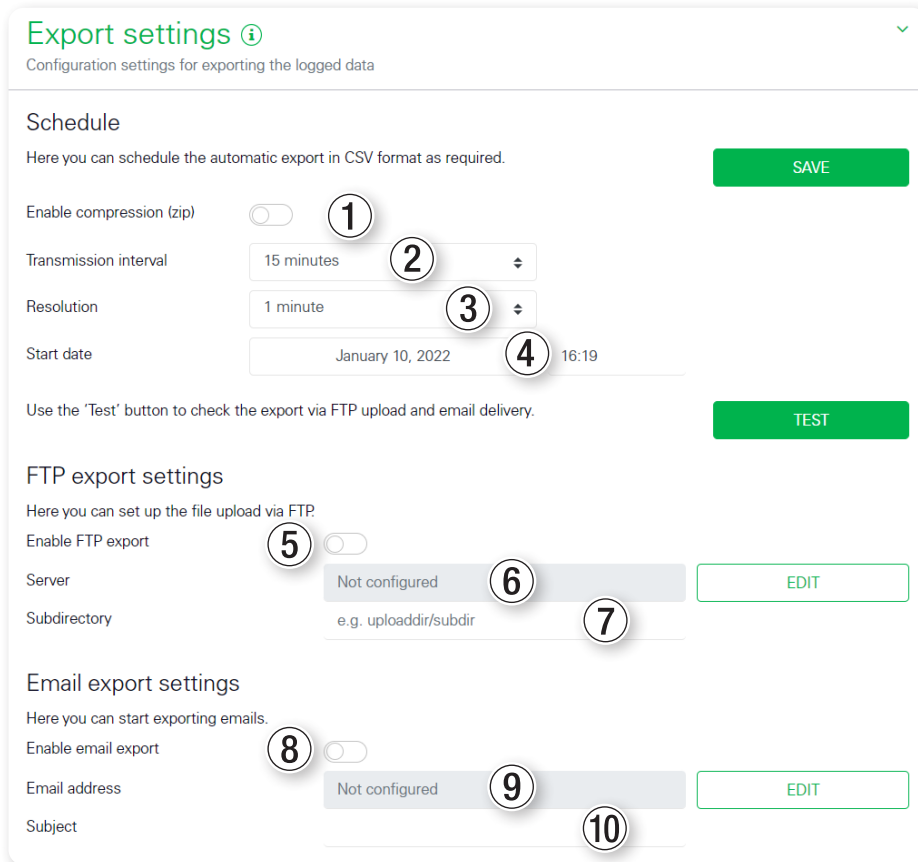 Export settings
Configuration settings for exporting the logged data
Schedule
Here you can schedule the automatic export in CSV format as required.
SAVE
Enable compression (zip) 1
Transmission interval 15 minutes 2
Resolution 1 minute 3
Start date January 10, 2022 4 16:19
Use the 'Test' button to check the export via FTP upload and email delivery.
TEST
FTP export settings
Here you can set up the file upload via FTP.
Enable FTP export 5
Server Not configured 6 EDIT
Subdirectory e.g. uploaddir/subdir 7
Email export settings
Here you can start exporting emails.
Enable email export 8
Email address Not configured 9 EDIT
Subject 10